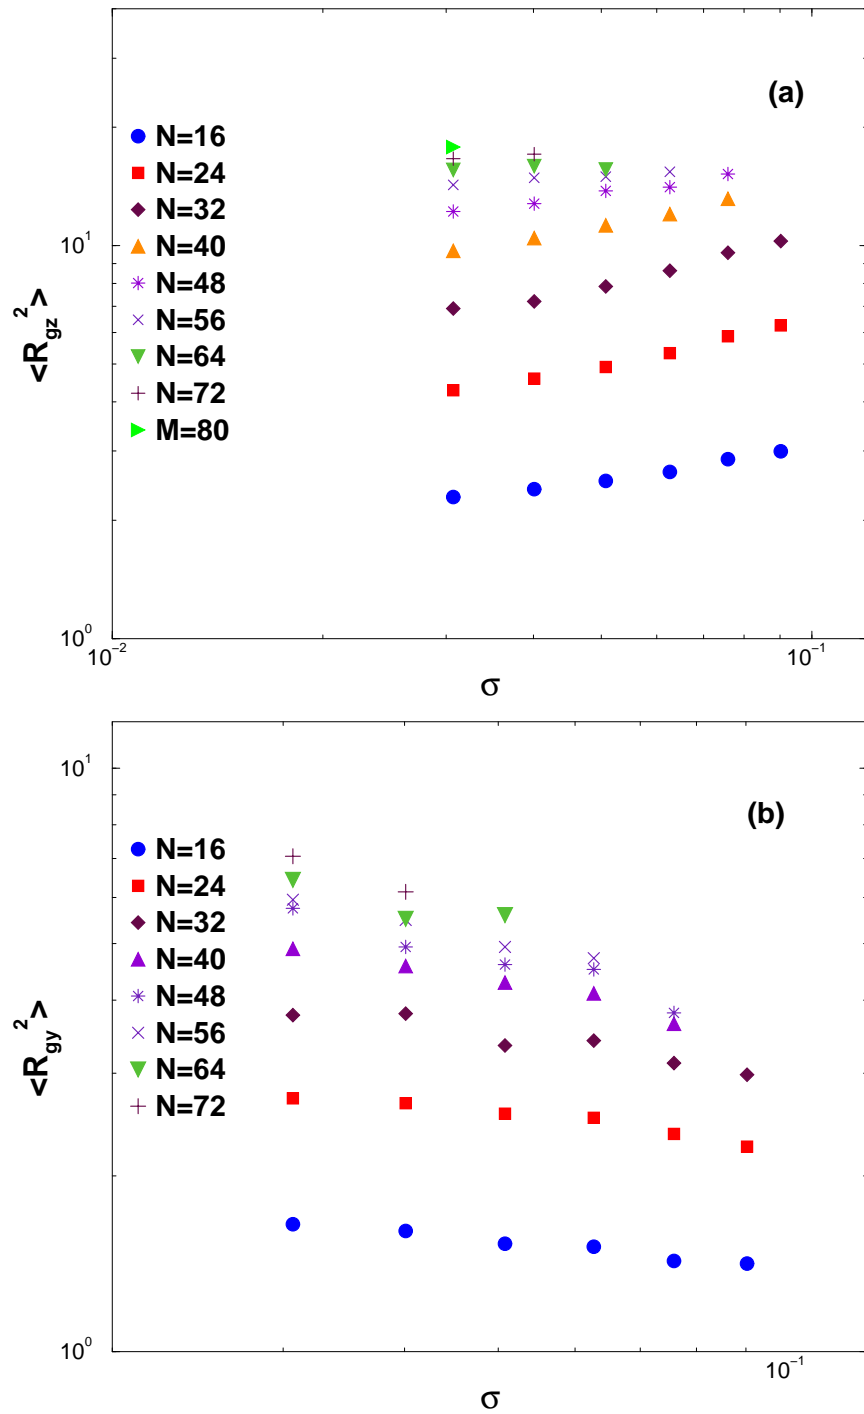 (a)
N=16
N=24
N=32
N=40
N=48
N=56
N=64
N=72
M=80
<R_gz^2>
10^1
10^0
10^−2
10^−1
σ
(b)
N=16
N=24
N=32
N=40
N=48
N=56
N=64
N=72
<R_gy^2>
10^1
10^0
10^−1
σ